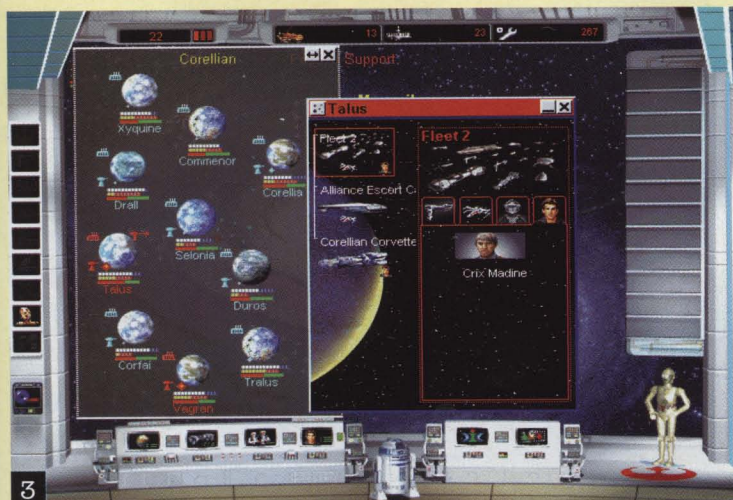 22
13
23
267
Corellian
Support
Xyquine
Commenor
Corellia
Drall
Selonia
Talus
Duros
Corfai
Tralus
Vagran
Talus
Fleet 2
Alliance Escort C
Corellian Corvette
Fleet 2
Crix Madine
3